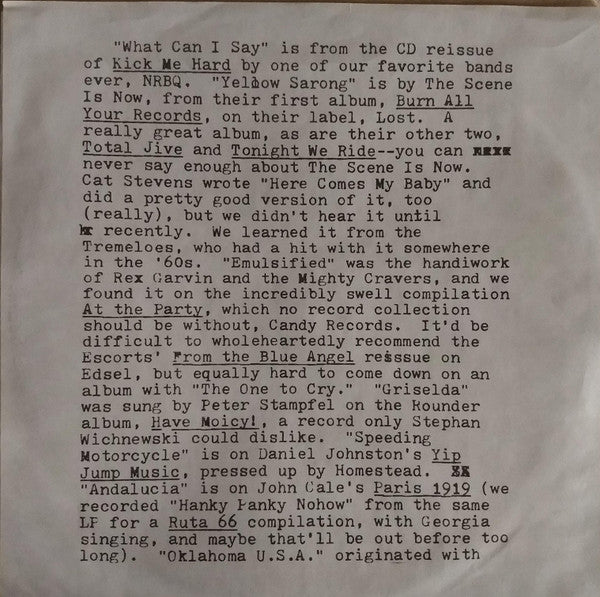 "What Can I Say" is from the CD reissue
of Kick Me Hard by one of our favorite bands
ever, NRBQ. "Yellow Sarong" is by The Scene
Is Now, from their first album, Burn All
Your Records, on their label, Lost. A
really great album, as are their other two,
Total Jive and Tonight We Ride--you can
never say enough about The Scene Is Now.
Cat Stevens wrote "Here Comes My Baby" and
did a pretty good version of it, too
(really), but we didn't hear it until
recently. We learned it from the
Tremeloes, who had a hit with it somewhere
in the '60s. "Emulsified" was the handiwork
of Rex Garvin and the Mighty Cravers, and we
found it on the incredibly swell compilation
At the Party, which no record collection
should be without, Candy Records. It'd be
difficult to wholeheartedly recommend the
Escorts' From the Blue Angel reissue on
Edsel, but equally hard to come down on an
album with "The One to Cry." "Griselda"
was sung by Peter Stampfel on the Rounder
album, Have Moicy!, a record only Stephan
Wichnewski could dislike. "Speeding
Motorcycle" is on Daniel Johnston's Yip
Jump Music, pressed up by Homestead.
"Andalucia" is on John Cale's Paris 1919 (we
recorded "Hanky Panky Nohow" from the same
LP for a Ruta 66 compilation, with Georgia
singing, and maybe that'll be out before too
long). "Oklahoma U.S.A." originated with